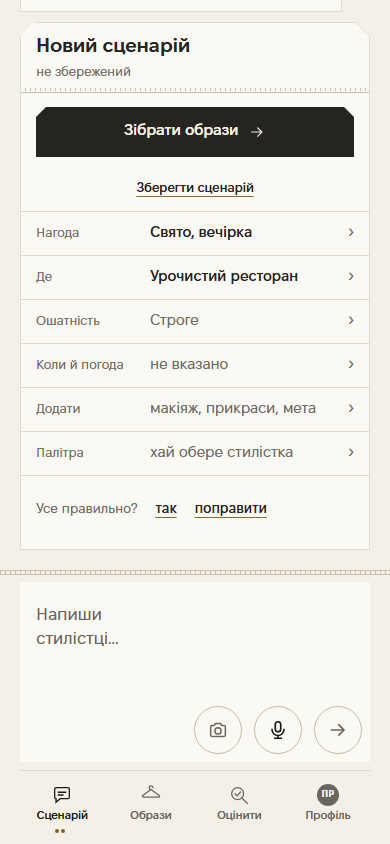 Новий сценарій
не збережений
Зібрати образи →
Зберегти сценарій
Нагода Свято, вечірка
Де Урочистий ресторан
Ошатність Строге
Коли й погода не вказано
Додати макіяж, прикраси, мета
Палітра хай обере стилістка
Усе правильно? так поправити
Напиши
стилістці...
Сценарій Образи Оцінити ПР Профіль